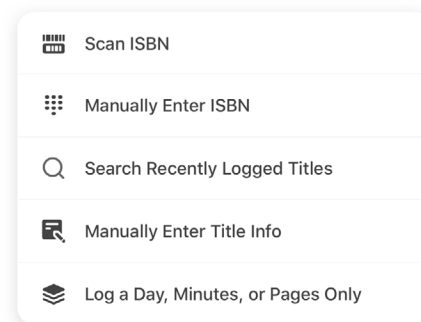 Scan ISBN
Manually Enter ISBN
Search Recently Logged Titles
Manually Enter Title Info
Log a Day, Minutes, or Pages Only